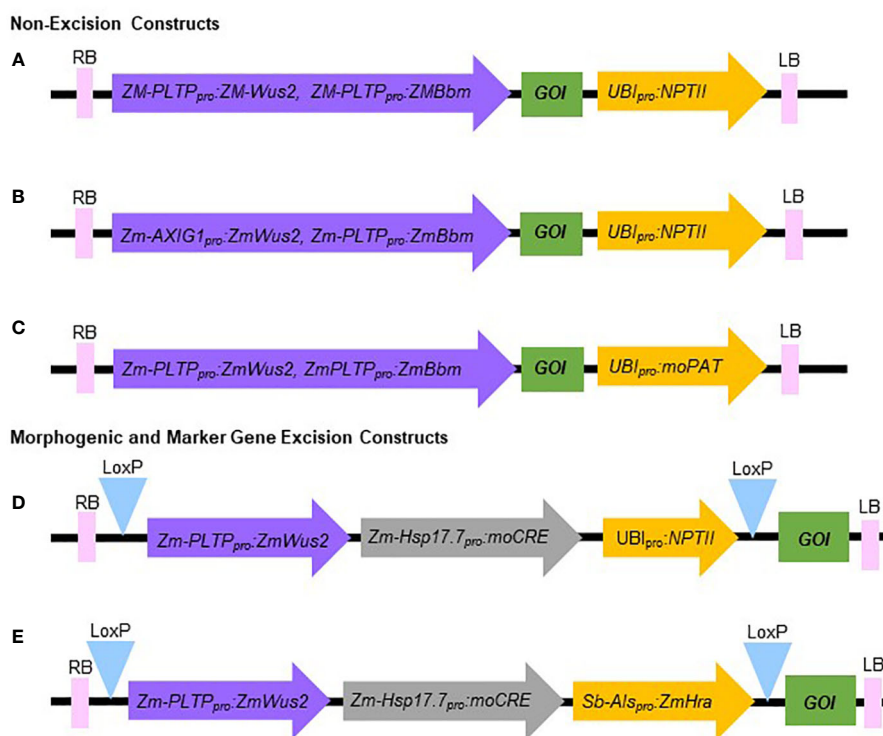 Non-Excision Constructs
A
RB
ZM-PLTPpro:ZM-Wus2, ZM-PLTPpro:ZMBbm
GOI
UBIpro:NPTII
LB
B
RB
Zm-AXIG1pro:ZmWus2, Zm-PLTPpro:ZmBbm
GOI
UBIpro:NPTII
LB
C
RB
Zm-PLTPpro:ZmWus2, ZmPLTPpro:ZmBbm
GOI
UBIpro:moPAT
LB
Morphogenic and Marker Gene Excision Constructs
D
RB
LoxP
Zm-PLTPpro:ZmWus2
Zm-Hsp17.7pro:moCRE
UBIpro:NPTII
LoxP
GOI
LB
E
RB
LoxP
Zm-PLTPpro:ZmWus2
Zm-Hsp17.7pro:moCRE
Sb-Alspro:ZmHra
LoxP
GOI
LB